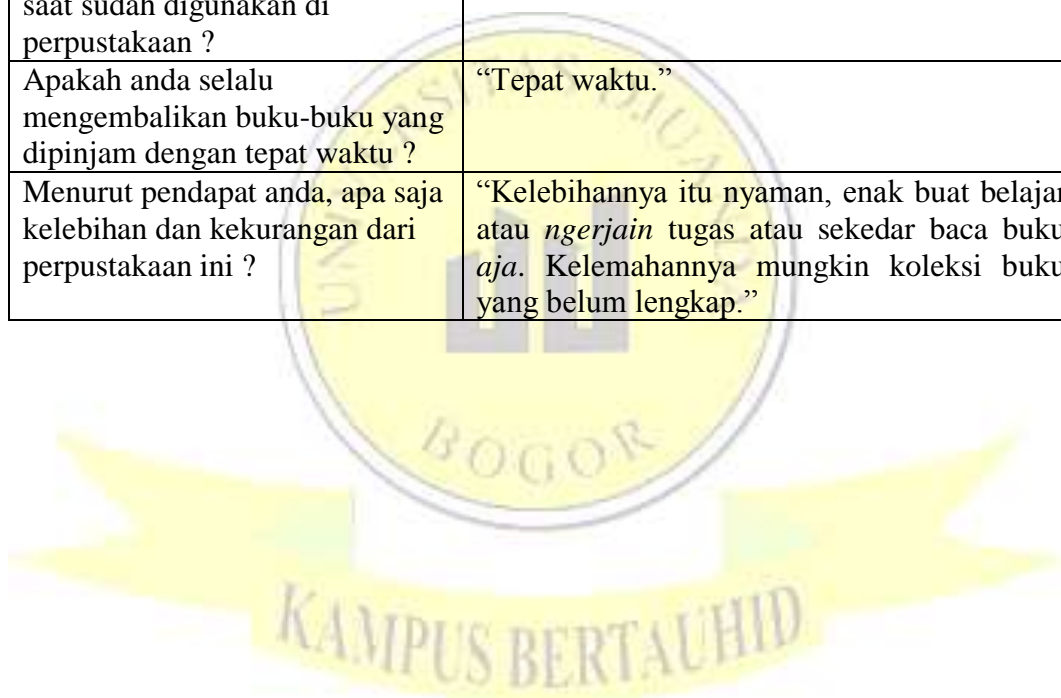 saat sudah digunakan di
perpustakaan ?
Apakah anda selalu
mengembalikan buku-buku yang
dipinjam dengan tepat waktu ?
“Tepat waktu.”
Menurut pendapat anda, apa saja
kelebihan dan kekurangan dari
perpustakaan ini ?
“Kelebihannya itu nyaman, enak buat belajar
atau ngerjain tugas atau sekedar baca buku
aja. Kelemahannya mungkin koleksi buku
yang belum lengkap.”
UNIVERSITAS DJUANDA
BOGOR
KAMPUS BERTAUHID